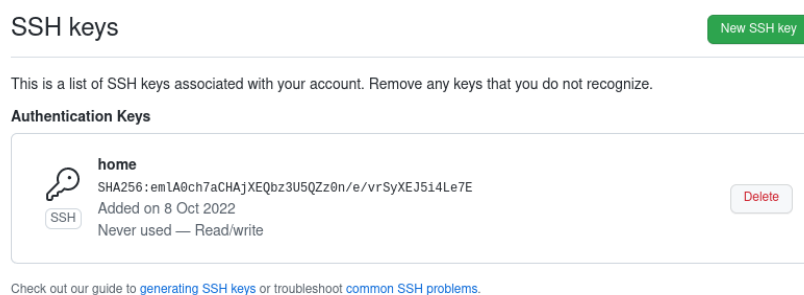 SSH keys
New SSH key
This is a list of SSH keys associated with your account. Remove any keys that you do not recognize.
Authentication Keys
home
SHA256:emlA0ch7aCHAjXEQbz3U5QZz0n/e/vrSyXEJ5i4Le7E
SSH
Added on 8 Oct 2022
Never used — Read/write
Delete
Check out our guide to generating SSH keys or troubleshoot common SSH problems.